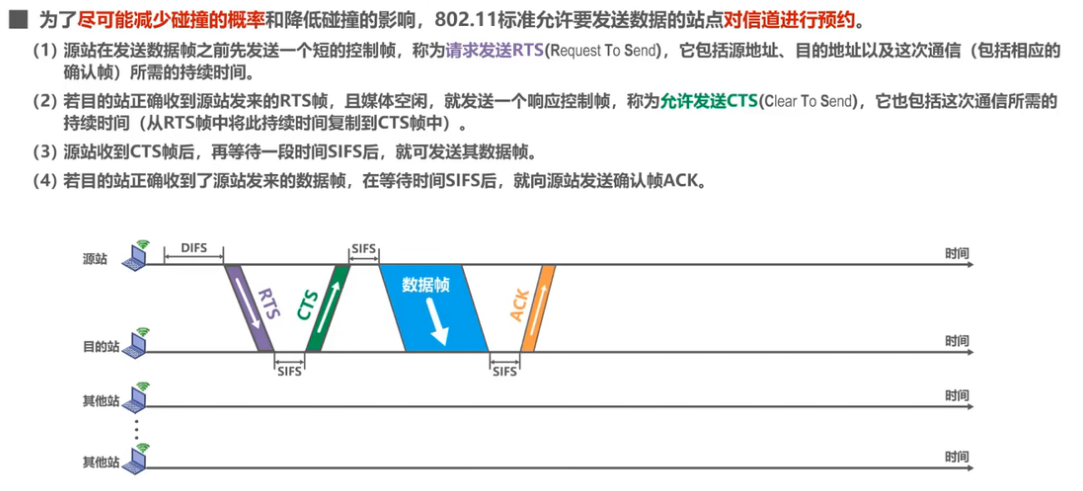 ■ 为了尽可能减少碰撞的概率和降低碰撞的影响，802.11标准允许要发送数据的站点对信道进行预约。
(1) 源站在发送数据帧之前先发送一个短的控制帧，称为请求发送RTS(Request To Send)，它包括源地址、目的地址以及这次通信（包括相应的
确认帧）所需的持续时间。
(2) 若目的站正确收到源站发来的RTS帧，且媒体空闲，就发送一个响应控制帧，称为允许发送CTS(Clear To Send)，它也包括这次通信所需的
持续时间（从RTS帧中将此持续时间复制到CTS帧中）。
(3) 源站收到CTS帧后，再等待一段时间SIFS后，就可发送其数据帧。
(4) 若目的站正确收到了源站发来的数据帧，在等待时间SIFS后，就向源站发送确认帧ACK。
DIFS
SIFS
源站
时间
RTS
CTS
数据帧
ACK
目的站
时间
SIFS
SIFS
其他站
时间
其他站
时间